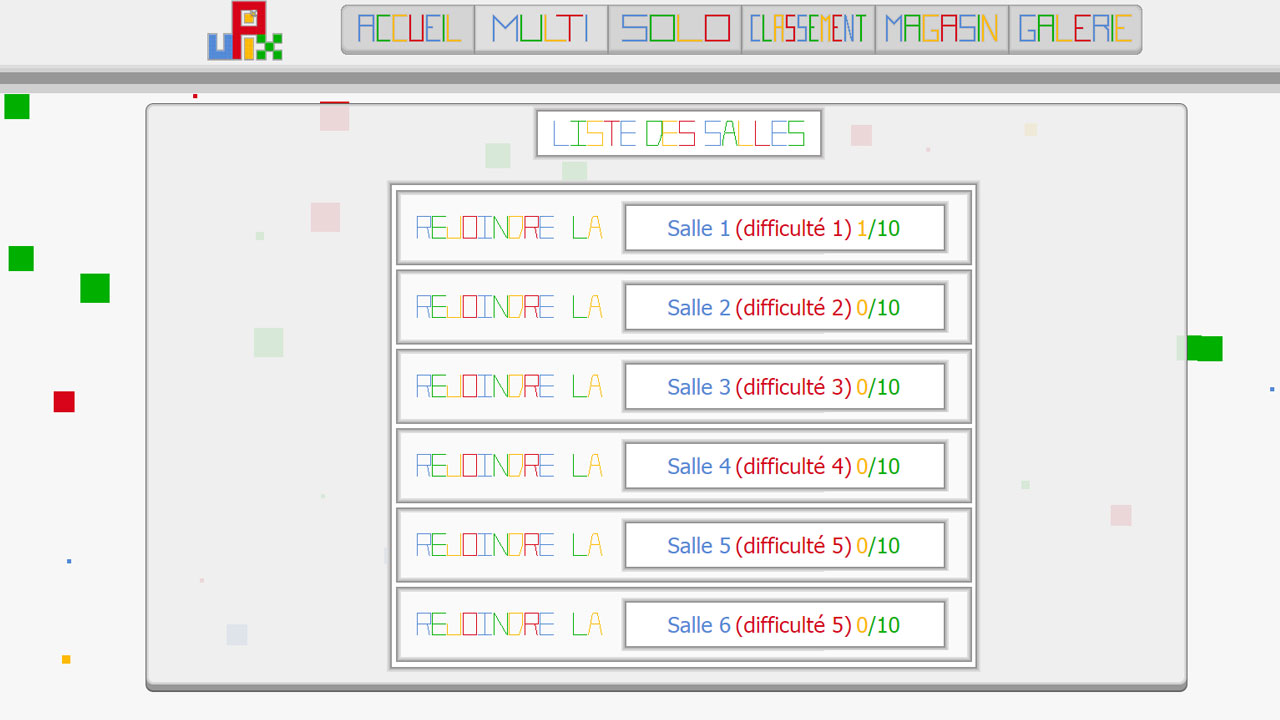 uPix
ACCUEIL MULTI SOLO CLASSEMENT MAGASIN GALERIE
LISTE DES SALLES
REJOINDRE LA Salle 1 (difficulté 1) 1/10
REJOINDRE LA Salle 2 (difficulté 2) 0/10
REJOINDRE LA Salle 3 (difficulté 3) 0/10
REJOINDRE LA Salle 4 (difficulté 4) 0/10
REJOINDRE LA Salle 5 (difficulté 5) 0/10
REJOINDRE LA Salle 6 (difficulté 5) 0/10